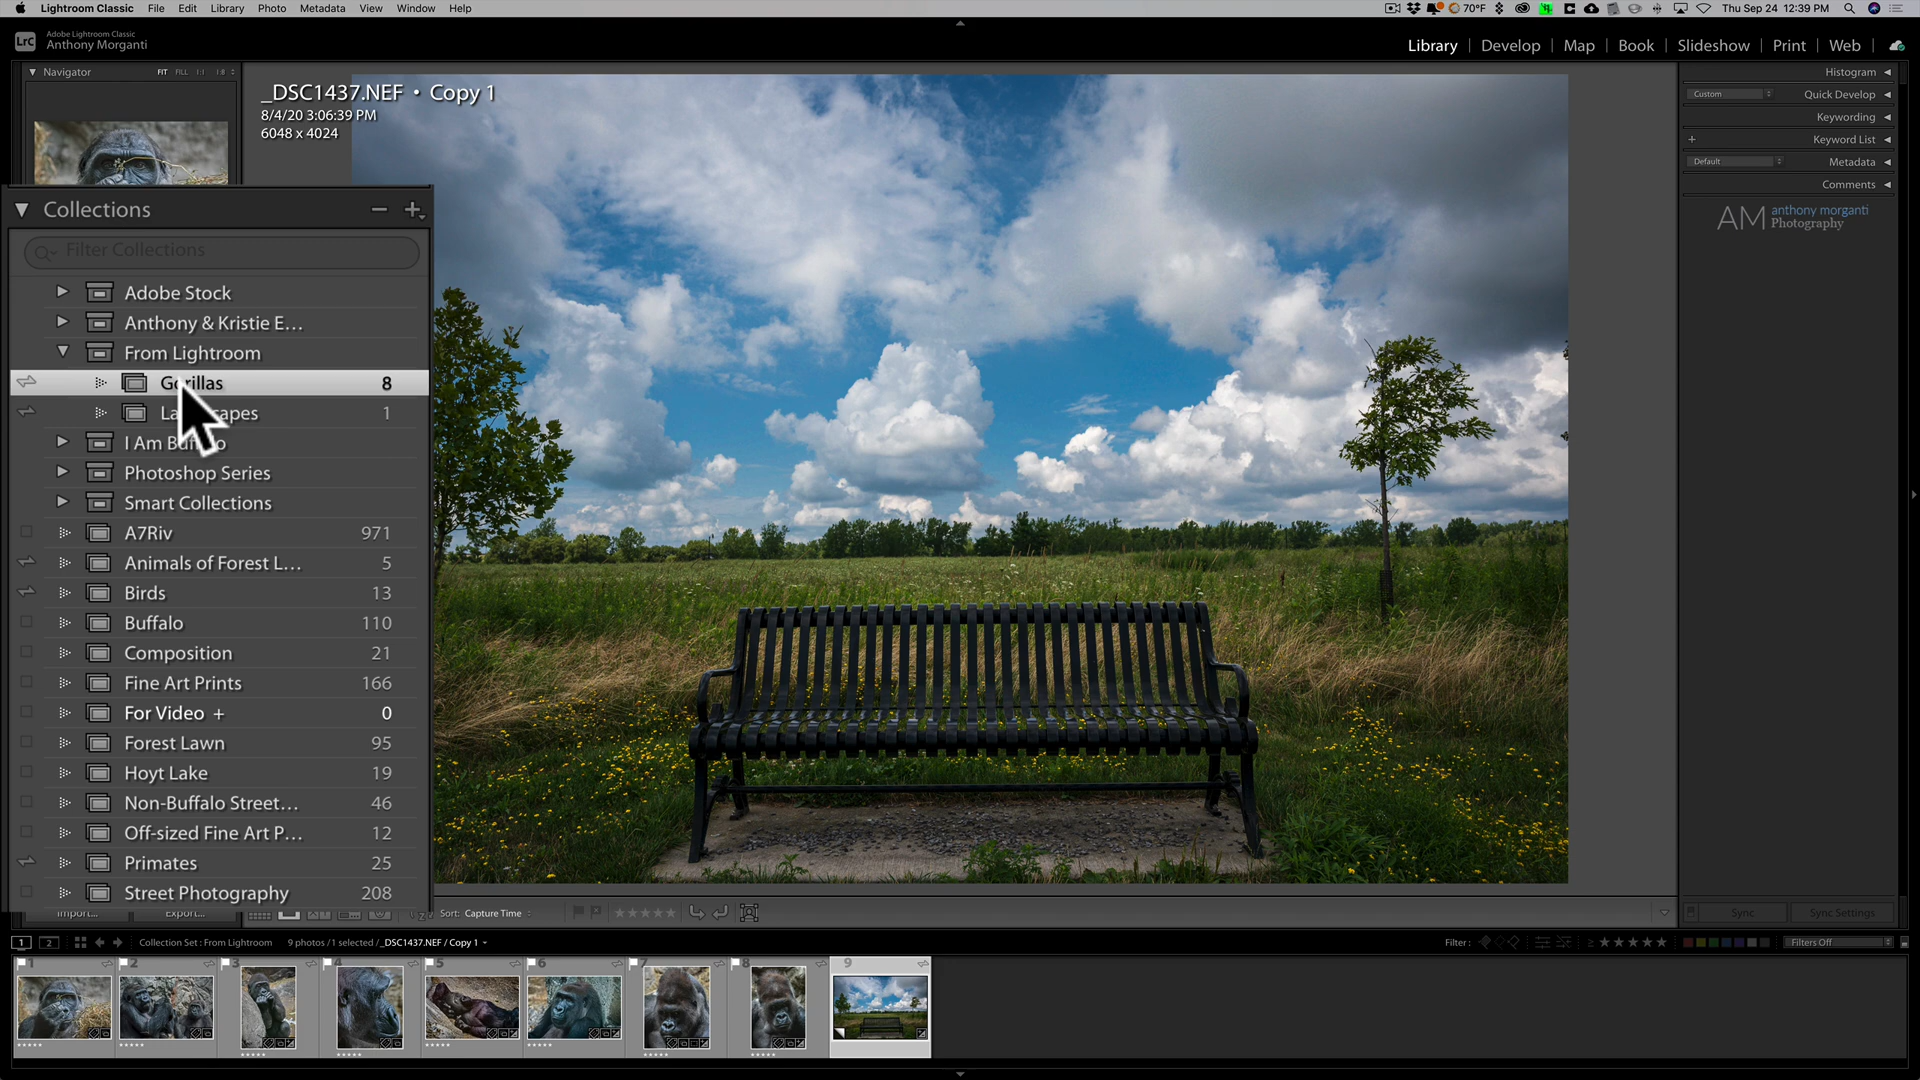 Lightroom Classic File Edit Library Photo Metadata View Window Help 70°F Thu Sep 24 12:39 PM
LrC Adobe Lightroom Classic
Anthony Morganti
Library | Develop | Map | Book | Slideshow | Print | Web
Navigator FIT FILL 1:1
_DSC1437.NEF • Copy 1
8/4/20 3:06:39 PM
6048 x 4024
Histogram
Custom Quick Develop
Keywording
Keyword List
Default Metadata
Comments
AM anthony morganti
Photography
Collections
Filter Collections
Adobe Stock
Anthony & Kristie E...
From Lightroom
Gorillas 8
1
I Am
Photoshop Series
Smart Collections
A7Riv 971
Animals of Forest L... 5
Birds 13
Buffalo 110
Composition 21
Fine Art Prints 166
For Video + 0
Forest Lawn 95
Hoyt Lake 19
Non-Buffalo Street... 46
Off-sized Fine Art P... 12
Primates 25
Street Photography 208
Import... Export... Sort: Capture Time Sync Sync Settings
1 2 Collection Set : From Lightroom 9 photos / 1 selected / _DSC1437.NEF / Copy 1 Filter : Filters Off
1 2 3 4 5 6 7 8 9